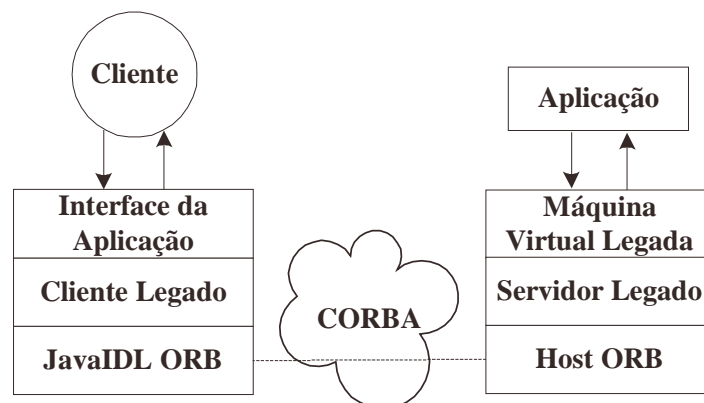 Cliente
Interface da
Aplicação
Cliente Legado
JavaIDL ORB
CORBA
Aplicação
Máquina
Virtual Legada
Servidor Legado
Host ORB